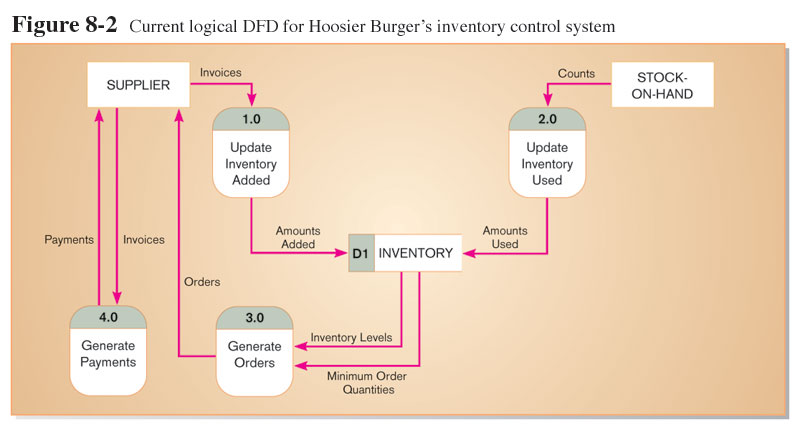 Figure 8-2 Current logical DFD for Hoosier Burger's inventory control system
SUPPLIER
Invoices
1.0
Update
Inventory
Added
Counts
STOCK-
ON-HAND
2.0
Update
Inventory
Used
Payments
Invoices
Orders
Amounts
Added
D1 INVENTORY
Amounts
Used
4.0
Generate
Payments
3.0
Generate
Orders
Inventory Levels
Minimum Order
Quantities